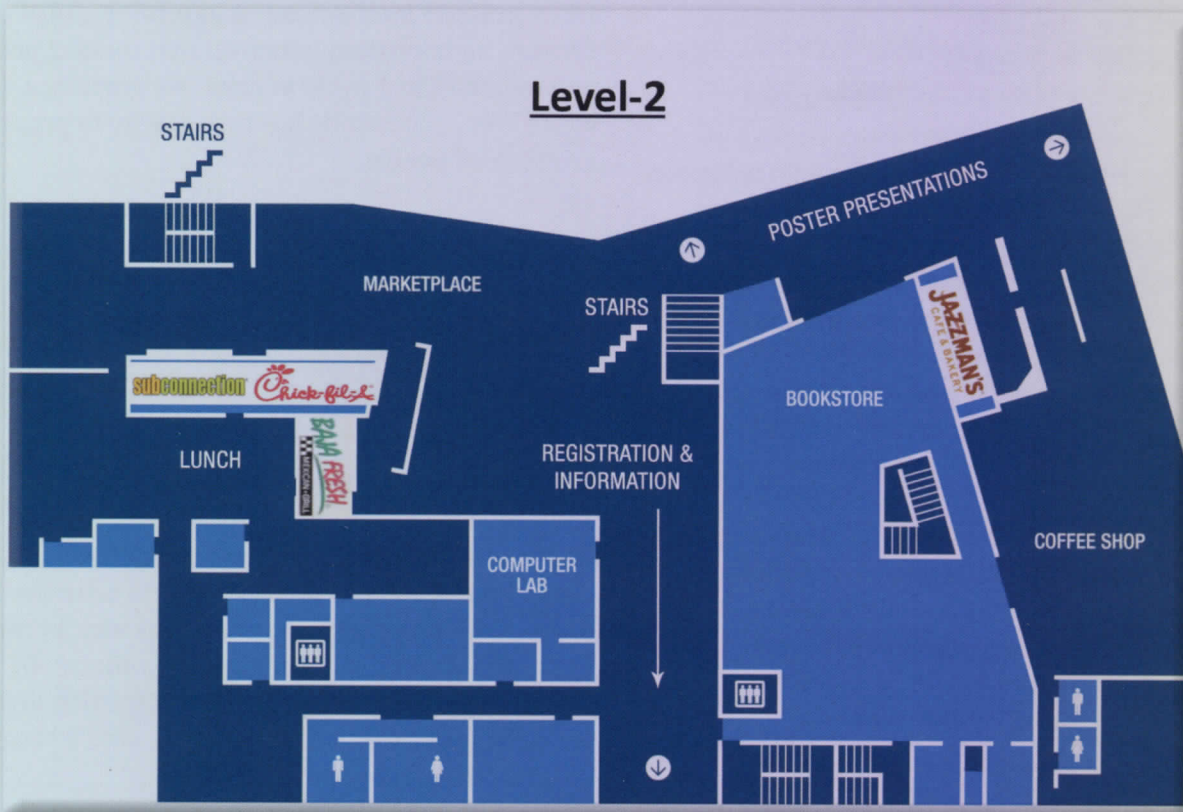 Level-2
STAIRS
POSTER PRESENTATIONS
MARKETPLACE
STAIRS
JAZZMAN'S
CAFE & BAKERY
subconnection
Chick-fil-A
BOOKSTORE
BAJA FRESH
MEXICAN GRILL
LUNCH
REGISTRATION &
INFORMATION
COFFEE SHOP
COMPUTER
LAB